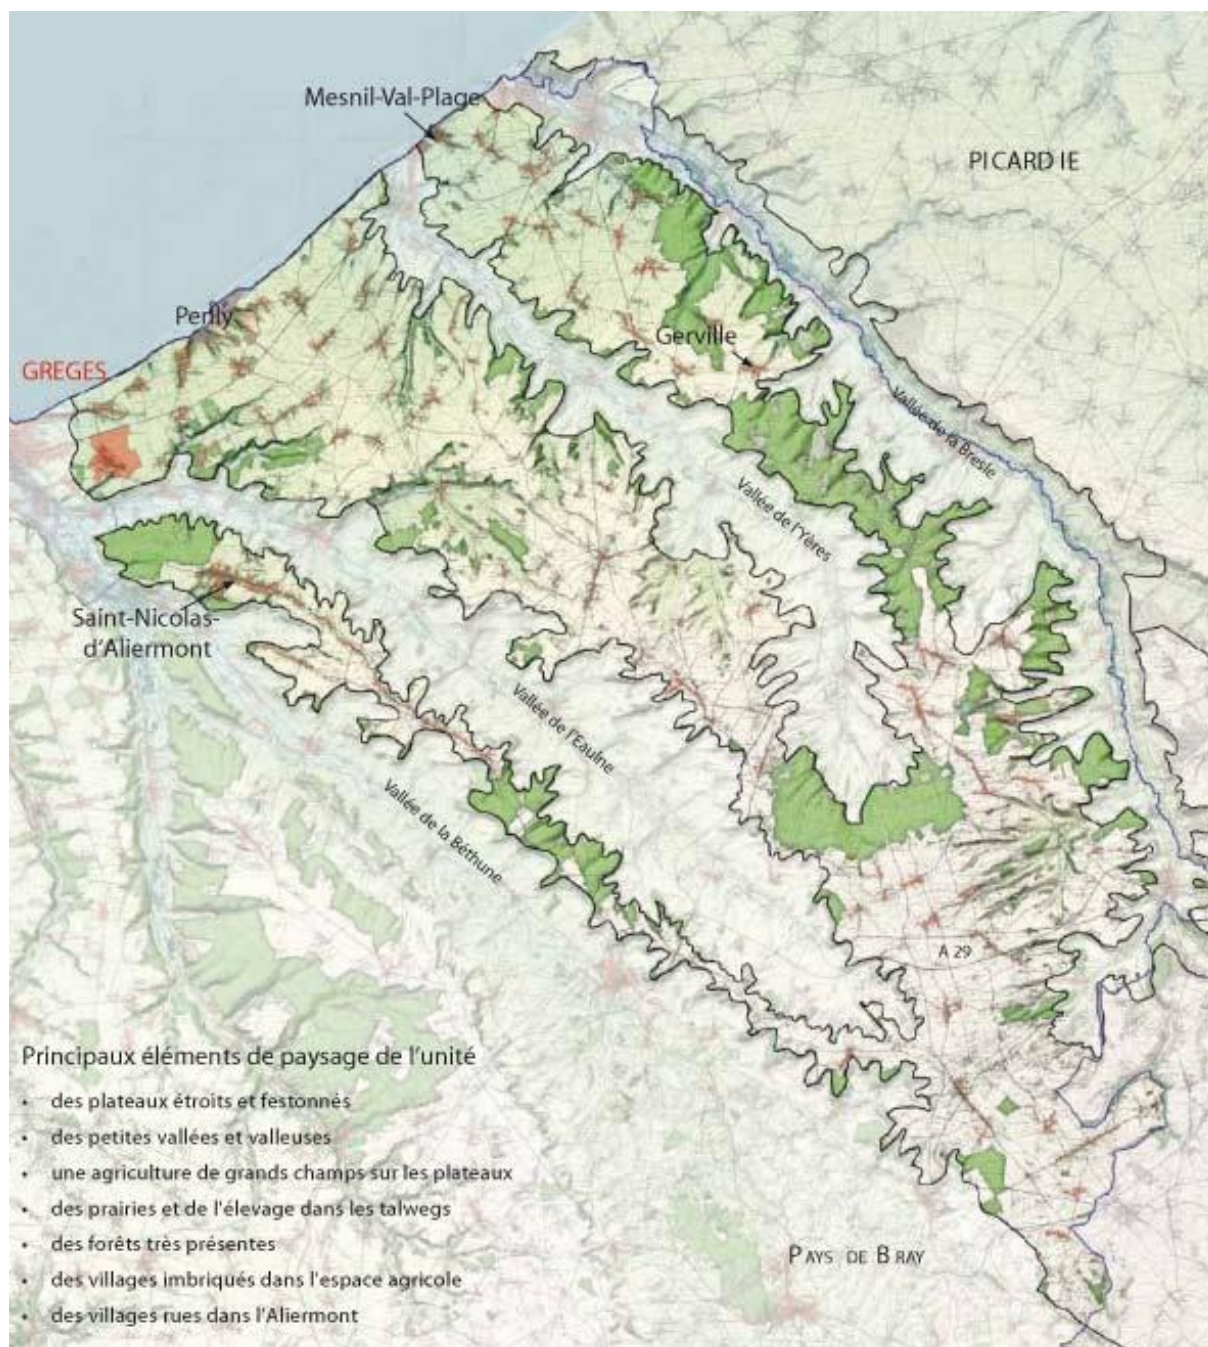 Mesnil-Val-Plage
PICARDIE
Penly
Gerville
GREGES
Vallée de la Bresle
Vallée de l'Yères
Saint-Nicolas-
d'Aliermont
Vallée de l'Eaulne
Vallée de la Béthune
A 29
Principaux éléments de paysage de l'unité
• des plateaux étroits et festonnés
• des petites vallées et valleuses
• une agriculture de grands champs sur les plateaux
• des prairies et de l'élevage dans les talwegs
• des forêts très présentes
• des villages imbriqués dans l'espace agricole
• des villages rues dans l'Aliermont
PAYS DE BRAY